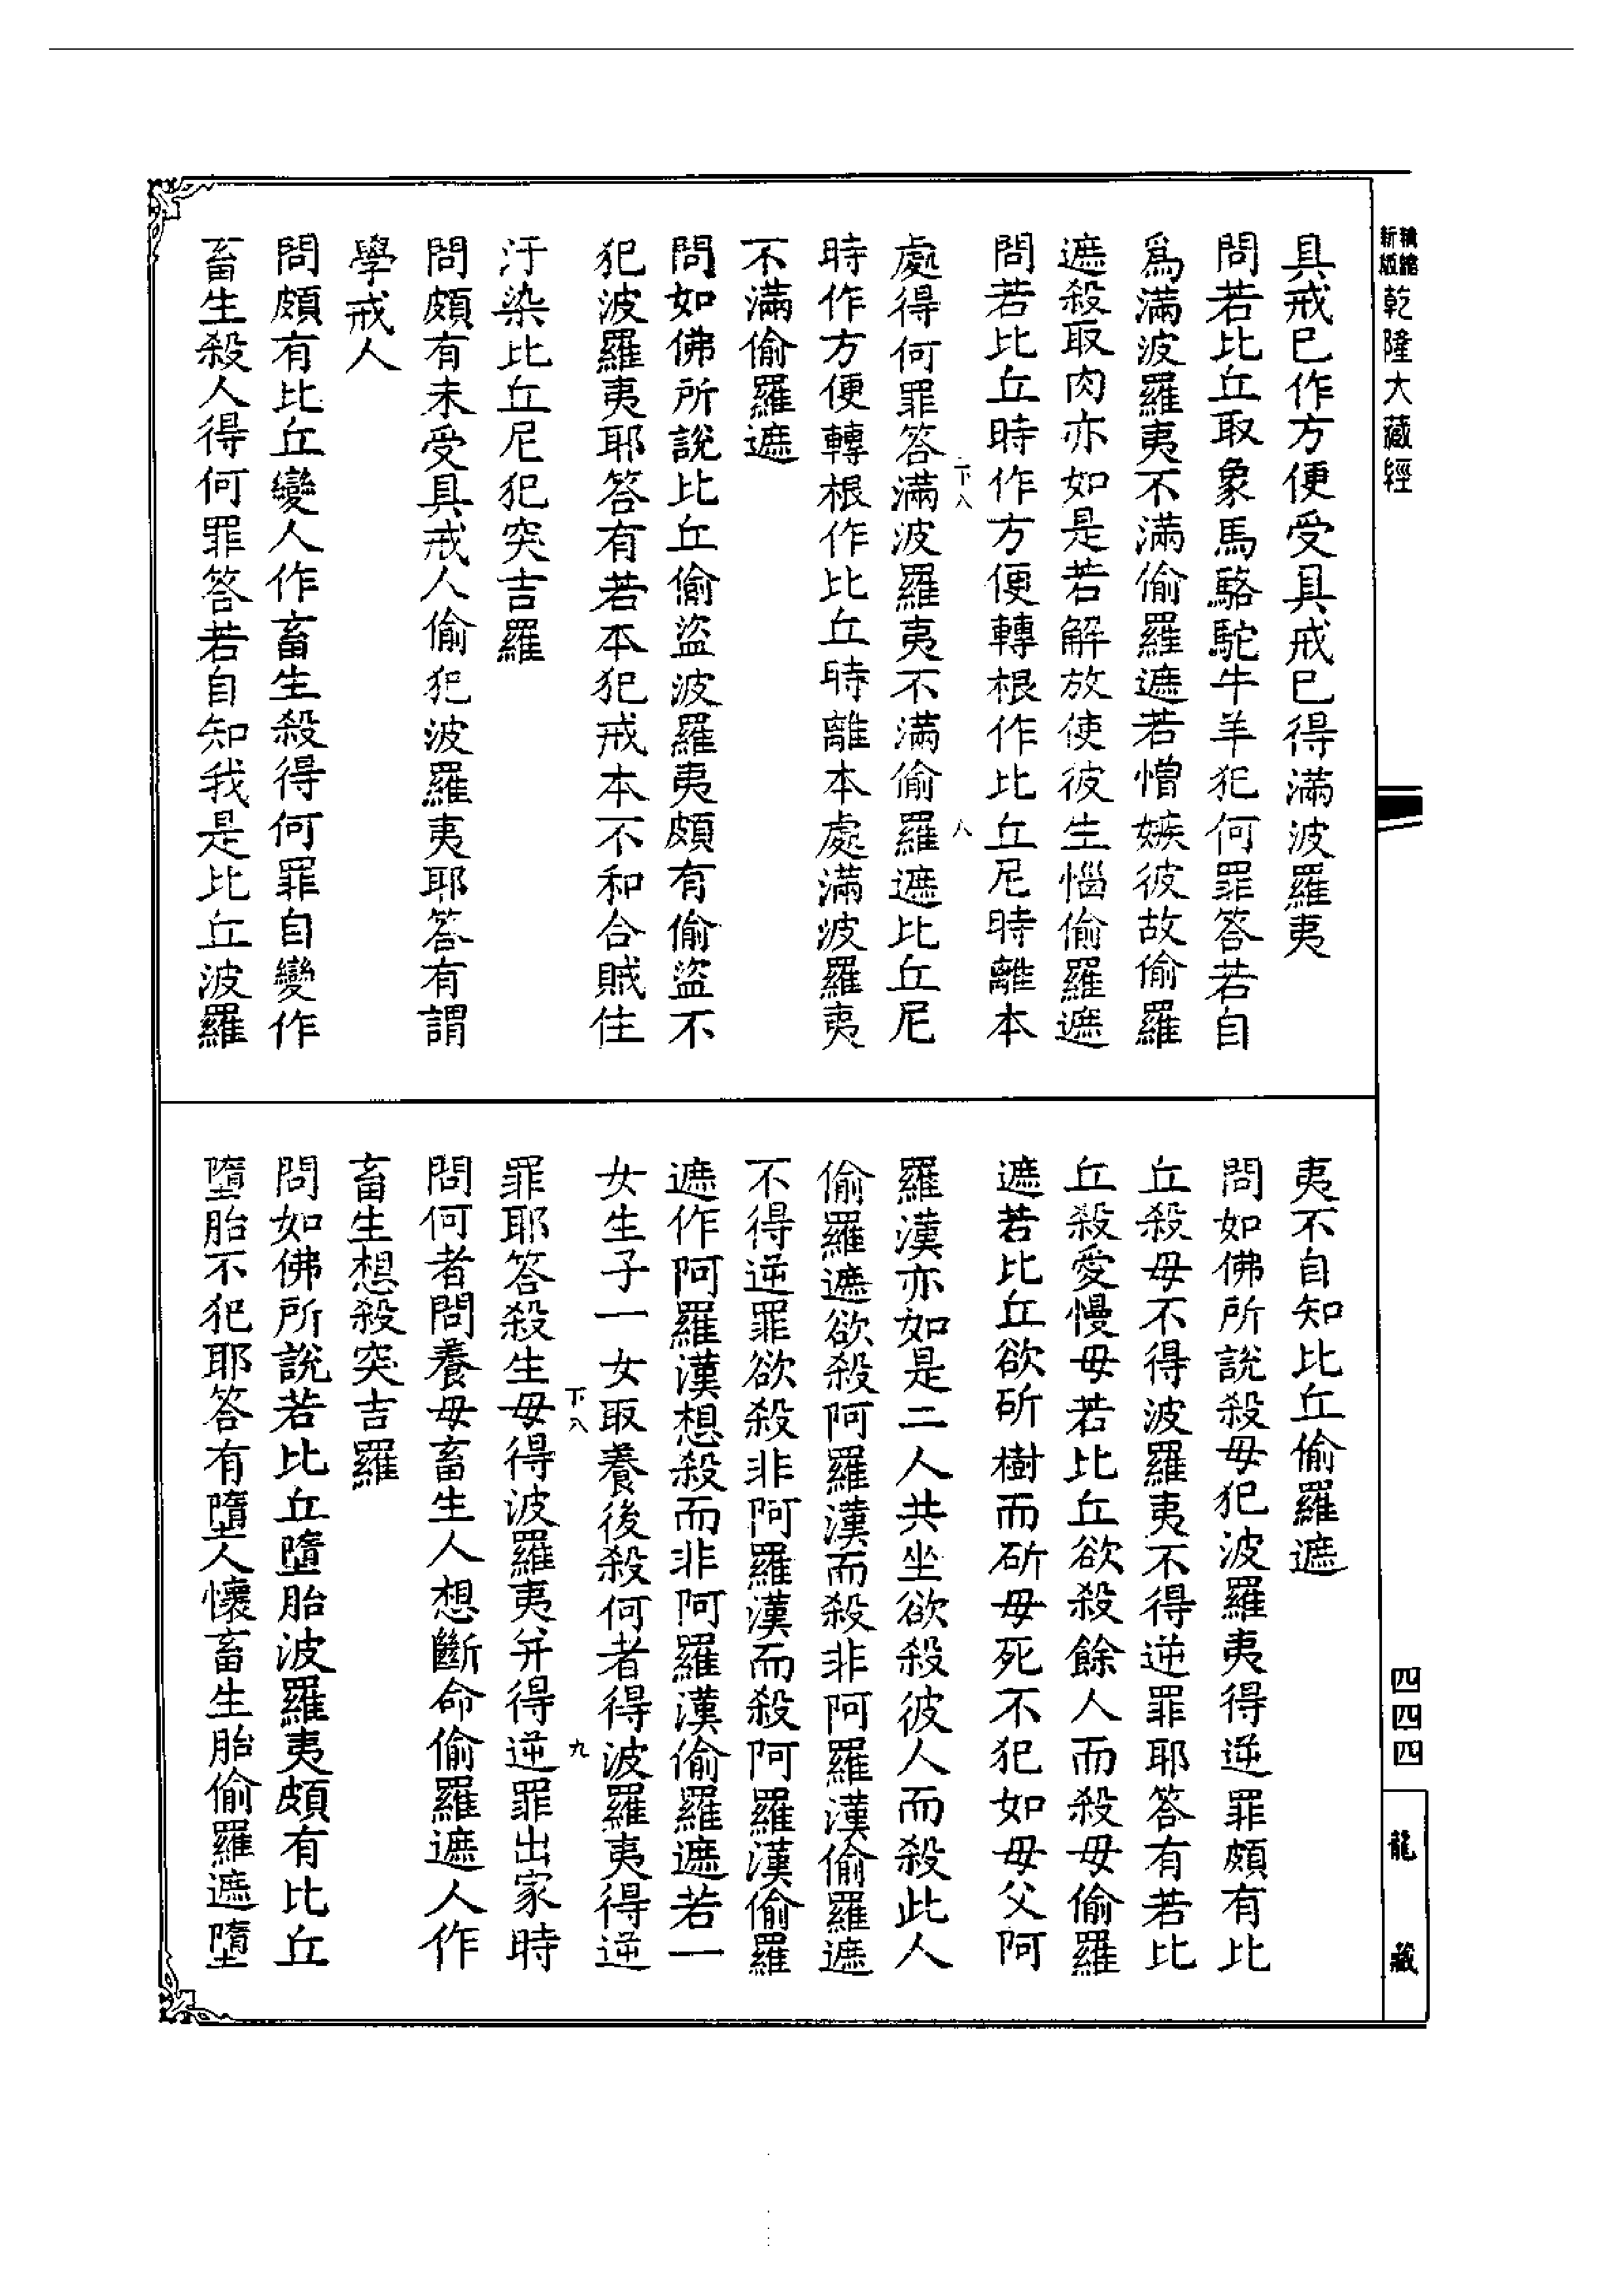 精縮
新版
乾隆大藏經
具戒巳作方便受具戒巳得滿波羅夷
問若比丘取象馬駱駝牛羊犯何罪答若自
爲滿波羅夷不滿偷羅遮若憎嫉彼故偷羅
遮殺取肉亦如是若解放使彼生惱偷羅遮
問若比丘時作方便轉根作比丘尼時離本
下八
八
處得何罪答滿波羅夷不滿偷羅遮比丘尼
時作方便轉根作比丘時離本處滿波羅夷
不滿偷羅遮
問如佛所說比丘偷盜波羅夷頗有偷盜不
犯波羅夷耶答有若本犯戒本不和合賊住
汙染比丘尼犯突吉羅
問頗有未受具戒人偷犯波羅夷耶答有謂
學戒人
問頗有比丘變人作畜生殺得何罪自變作
畜生殺人得何罪答若自知我是比丘波羅
夷不自知比丘偷羅遮
問如佛所說殺毋犯波羅夷得逆罪頗有比
丘殺毋不得波羅夷不得逆罪耶答有若比
丘殺愛慢毋若比丘欲殺餘人而殺毋偷羅
遮若比丘欲斫樹而斫毋死不犯如毋父阿
羅漢亦如是二人共坐欲殺彼人而殺此人
偷羅遮欲殺阿羅漢而殺非阿羅漢偷羅遮
不得逆罪欲殺非阿羅漢而殺阿羅漢偷羅
遮作阿羅漢想殺而非阿羅漢偷羅遮若一
女生子一女取養後殺何者得波羅夷得逆
下八
九
罪耶答殺生毋得波羅夷并得逆罪出家時
問何者問養毋畜生人想斷命偷羅遮人作
畜生想殺突吉羅
問如佛所說若比丘墮胎波羅夷頗有比丘
墮胎不犯耶答有墮人懷畜生胎偷羅遮墮
四四四
龍藏